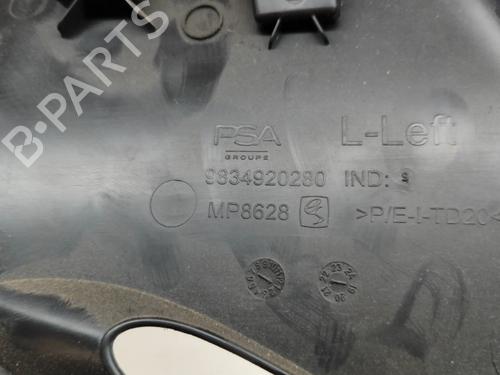 B-PARTS
PSA L-Left
GROUPE
9834920280 IND:
MP8628 >P/E-I-TD20<